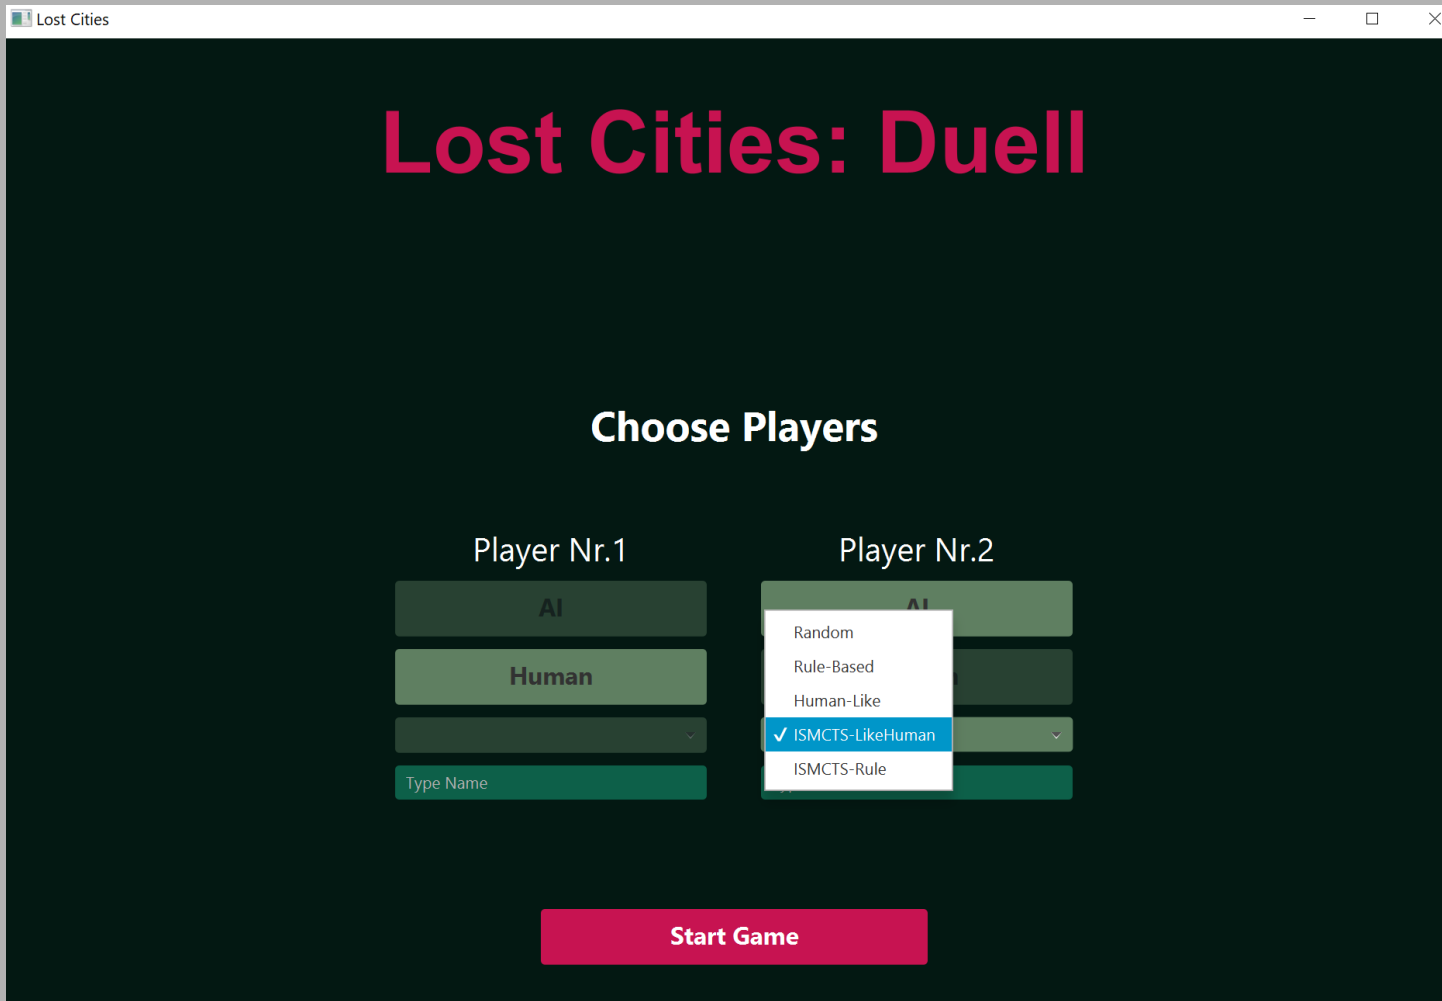 Lost Cities
Lost Cities: Duell
Choose Players
Player Nr.1
AI
Human
Type Name
Player Nr.2
Random
Rule-Based
Human-Like
✓ ISMCTS-LikeHuman
ISMCTS-Rule
Start Game